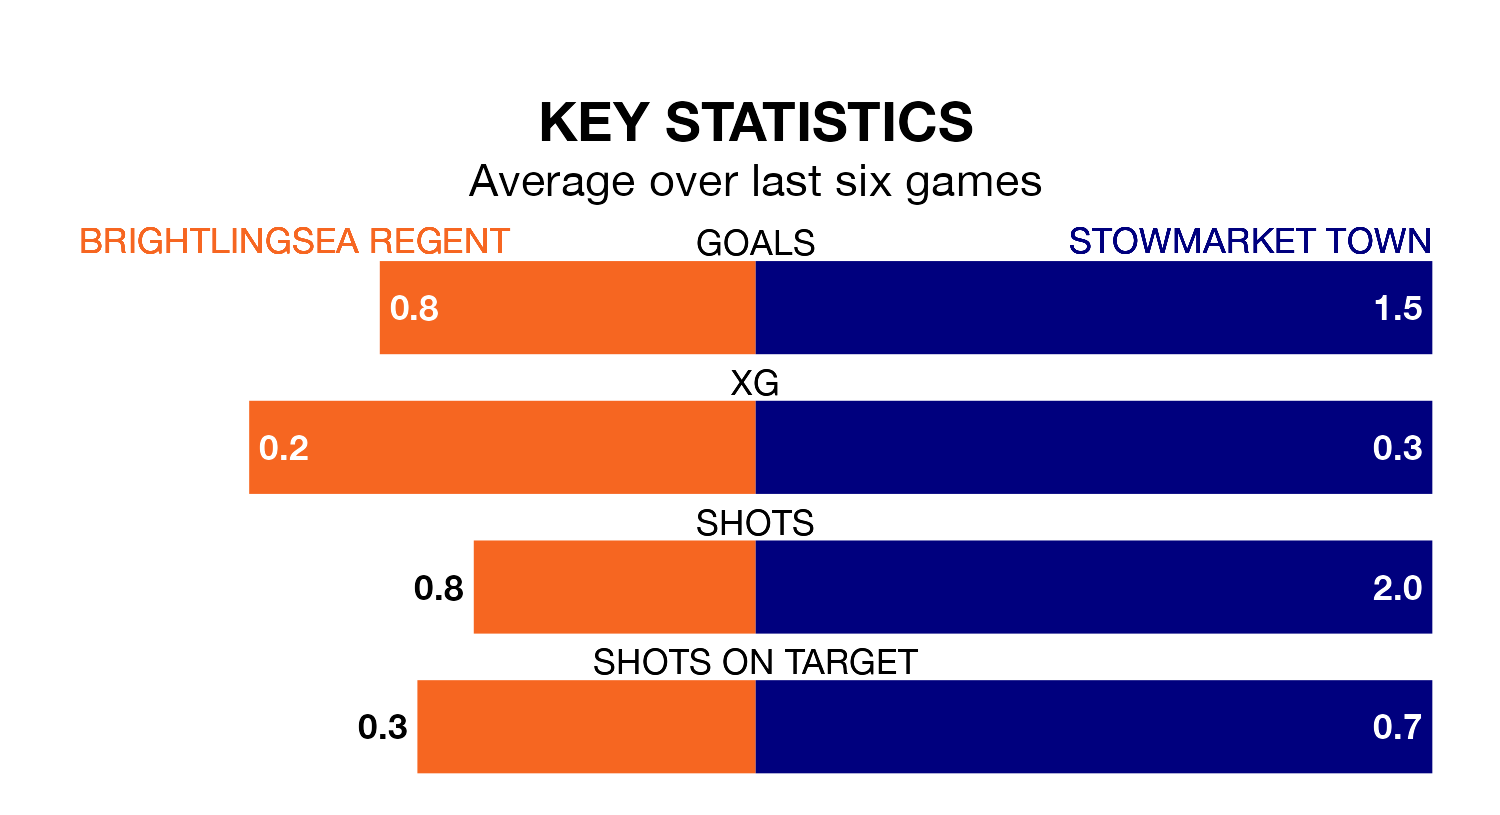 KEY STATISTICS
Average over last six games
BRIGHTLINGSEA REGENT GOALS STOWMARKET TOWN
0.8 1.5
XG
0.2 0.3
SHOTS
0.8 2.0
SHOTS ON TARGET
0.3 0.7